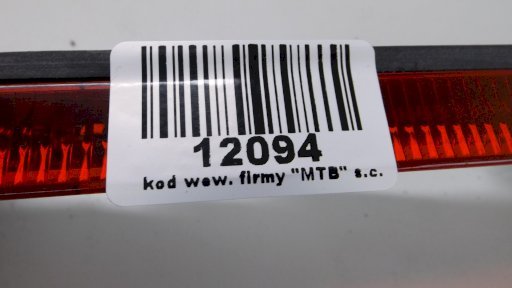 12094
kod wew. firmy "MTB" s.c.